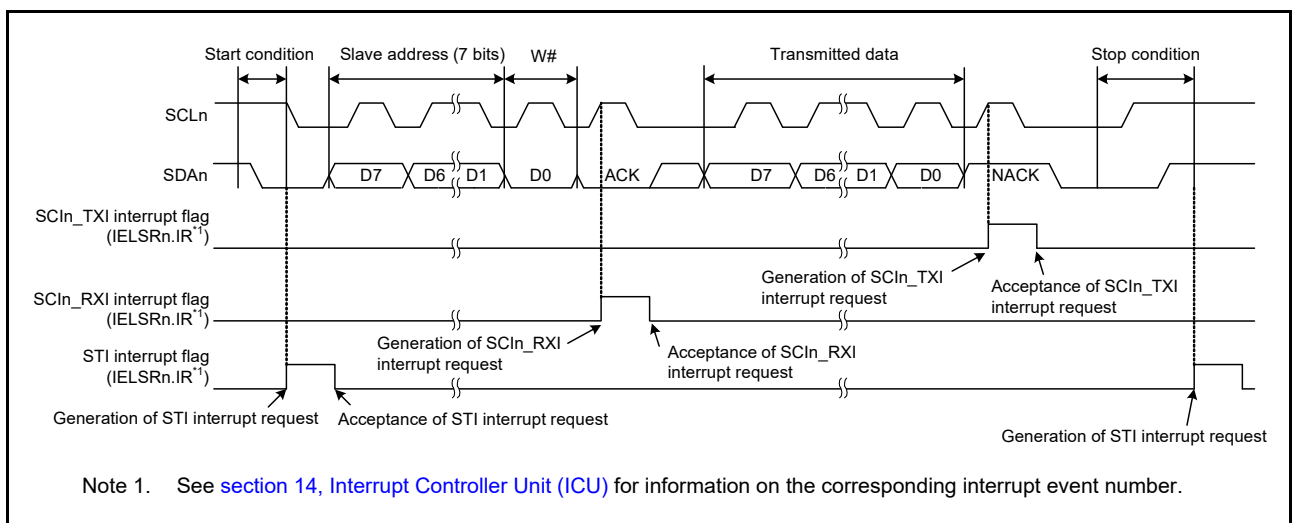 Start condition
Slave address (7 bits)
W#
Transmitted data
Stop condition
SCLn
SDAn
D7
D6
D1
D0
ACK
D7
D6
D1
D0
NACK
SCIn_TXI interrupt flag
(IELSRn.IR*1)
Generation of SCIn_TXI
interrupt request
Acceptance of SCIn_TXI
interrupt request
SCIn_RXI interrupt flag
(IELSRn.IR*1)
Generation of SCIn_RXI
interrupt request
Acceptance of SCIn_RXI
interrupt request
STI interrupt flag
(IELSRn.IR*1)
Generation of STI interrupt request
Acceptance of STI interrupt request
Generation of STI interrupt request
Note 1. See section 14, Interrupt Controller Unit (ICU) for information on the corresponding interrupt event number.